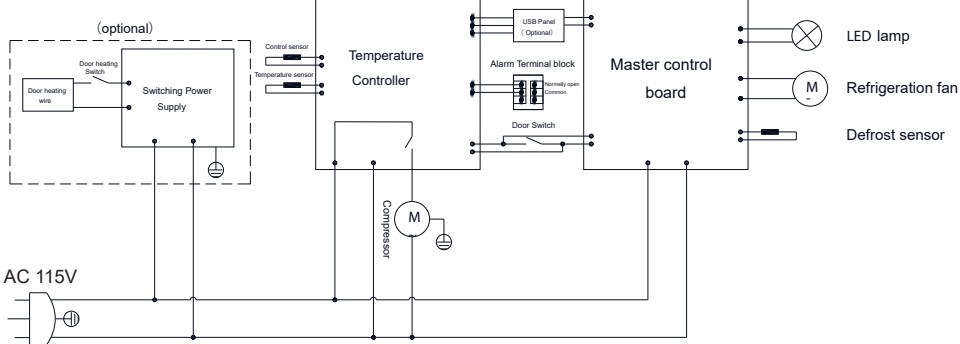 (optional)
Door heating
Switch
Door heating
wire
Switching Power
Supply
Control sensor
Temperature sensor
Temperature
Controller
USB Panel
( Optional)
Alarm Terminal block
Normally open
Common
Door Switch
Master control
board
LED lamp
M
-
Refrigeration fan
Defrost sensor
Compressor
M
~
AC 115V